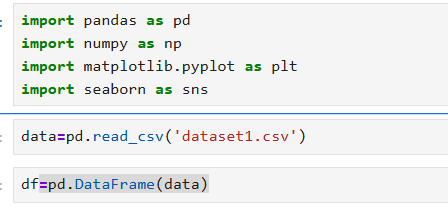 import pandas as pd
import numpy as np
import matplotlib.pyplot as plt
import seaborn as sns
data=pd.read_csv('dataset1.csv')
df=pd.DataFrame(data)